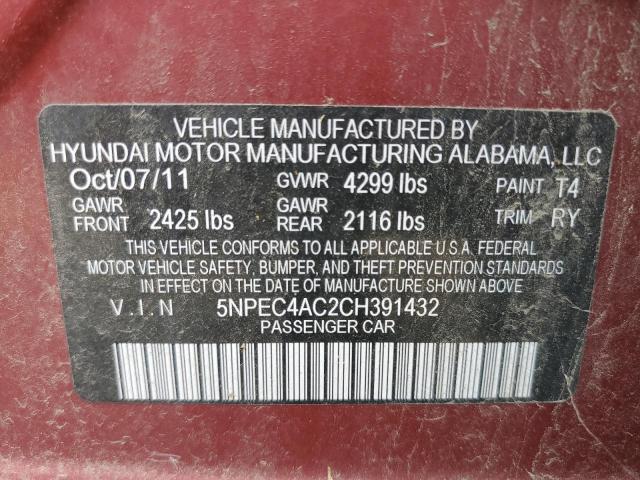 VEHICLE MANUFACTURED BY
HYUNDAI MOTOR MANUFACTURING ALABAMA, LLC
Oct/07/11 GVWR 4299 lbs PAINT T4
GAWR FRONT 2425 lbs GAWR REAR 2116 lbs TRIM RY
THIS VEHICLE CONFORMS TO ALL APPLICABLE U.S.A. FEDERAL
MOTOR VEHICLE SAFETY, BUMPER, AND THEFT PREVENTION STANDARDS
IN EFFECT ON THE DATE OF MANUFACTURE SHOWN ABOVE.
V.I.N 5NPEC4AC2CH391432
PASSENGER CAR